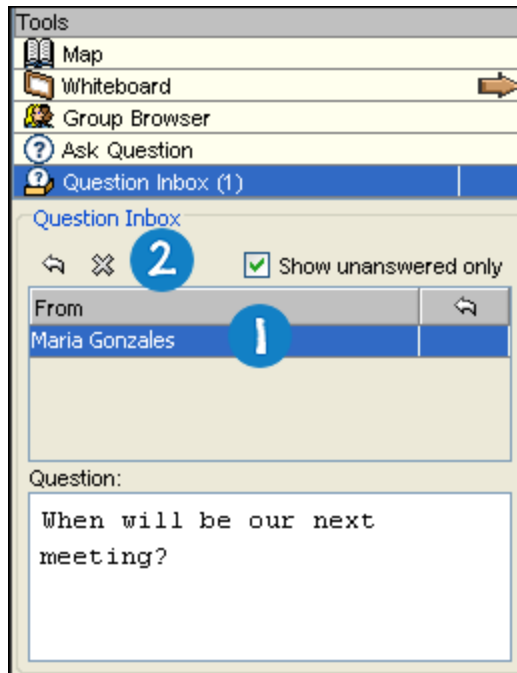 Tools
Map
Whiteboard
Group Browser
Ask Question
Question Inbox (1)
Question Inbox
2
Show unanswered only
From
Maria Gonzales
1
Question:
When will be our next
meeting?